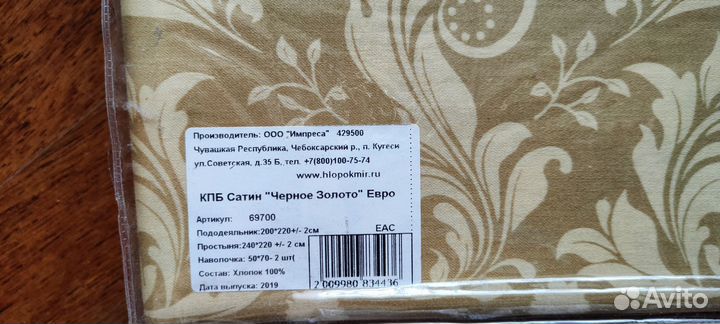 Производитель: ООО "Импреса" 429500
Чувашкая Республика, Чебоксарский р., п. Кугеси
ул.Советская, д.35 Б, тел. +7(800)100-75-74
www.hlopokmir.ru
КПБ Сатин "Черное Золото" Евро
Артикул: 69700
Пододеяльник:200*220+/- 2см
EAC
Простыня:240*220 +/- 2 см
Наволочка: 50*70- 2 шт(
Состав: Хлопок 100%
Дата выпуска: 2019
2 009980 834436
Avito